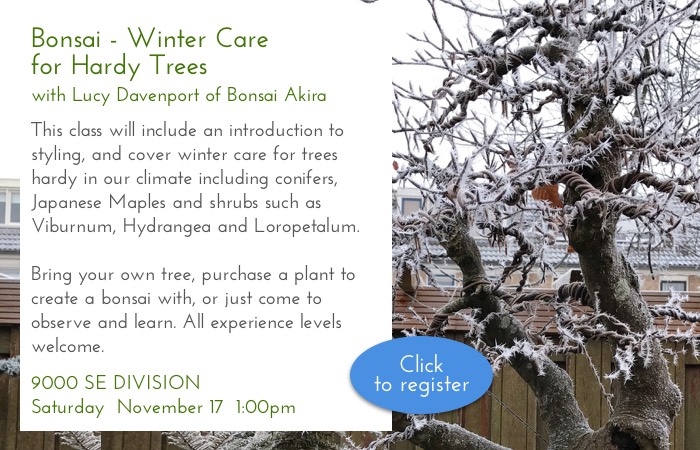 Bonsai - Winter Care
for Hardy Trees
with Lucy Davenport of Bonsai Akira
This class will include an introduction to
styling, and cover winter care for trees
hardy in our climate including conifers,
Japanese Maples and shrubs such as
Viburnum, Hydrangea and Loropetalum.
Bring your own tree, purchase a plant to
create a bonsai with, or just come to
observe and learn. All experience levels
welcome.
9000 SE DIVISION
Saturday November 17 1:00pm
Click
to register